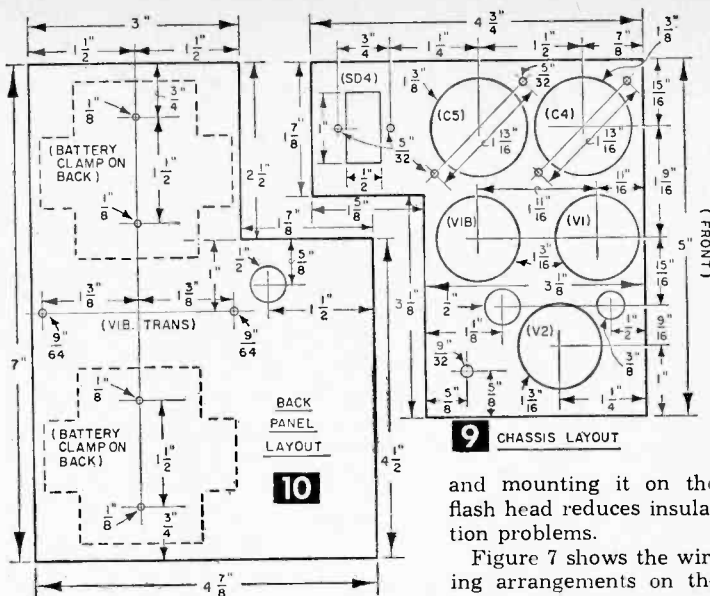 3"
1 1/2"
1 1/2"
3/4"
1/8"
(BATTERY
CLAMP ON
BACK)
1 1/2"
1/8"
2 1/2"
1 7/8"
1"
1/2"
5/8"
1 3/8"
1 3/8"
1 1/2"
(VIB. TRANS)
9/64"
9/64"
7"
1/8"
(BATTERY
CLAMP ON
BACK)
1 1/2"
1/8"
3/4"
BACK
PANEL
LAYOUT
10
4 1/2"
4 7/8"
4 3/4"
3/4"
1 1/4"
1 1/2"
7/8"
1 3/8"
(SD4)
1 3/8"
5/32"
(C5)
(C4)
15/16"
1 7/8"
1"
5/32"
1 13/16"
1 13/16"
1/2"
1 5/8"
1 11/16"
11/16"
1 9/16"
(FRONT)
(VIB)
(V1)
5"
1 3/16"
3 1/8"
3 1/8"
15/16"
1/2"
1 1/8"
(V2)
1/2"
3/8"
9/16"
9/32"
5/8"
5/8"
1 3/16"
1 1/4"
1"
9 CHASSIS LAYOUT
and mounting it on the
flash head reduces insula-
tion problems.
Figure 7 shows the wir-
ing arrangements on th